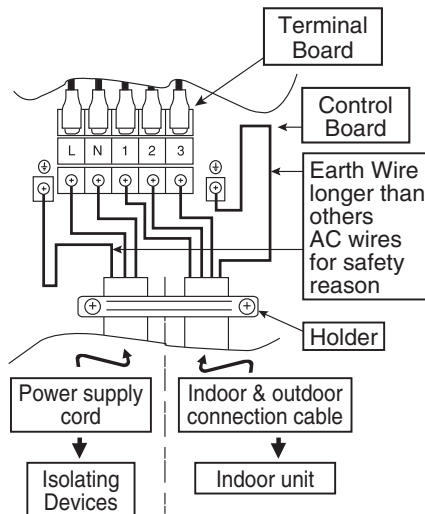 Terminal
Board
Control
Board
L N 1 2 3
Earth Wire
longer than
others
AC wires
for safety
reason
Holder
Power supply
cord
Indoor & outdoor
connection cable
Isolating
Devices
Indoor unit